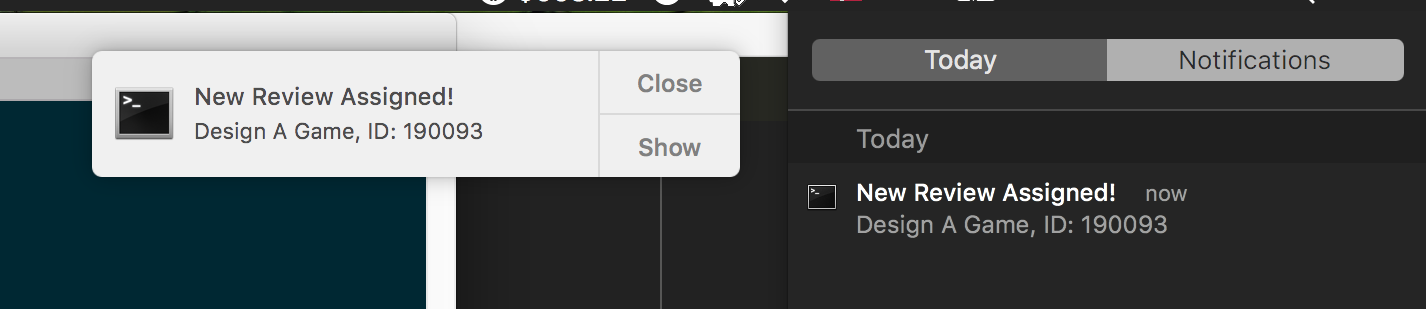 New Review Assigned!
Design A Game, ID: 190093
Close
Show
Today
Notifications
Today
New Review Assigned! now
Design A Game, ID: 190093